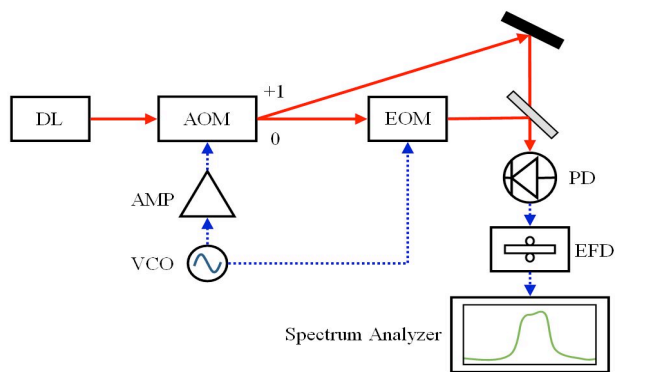 +1
DL
AOM
EOM
0
PD
AMP
EFD
VCO
Spectrum Analyzer